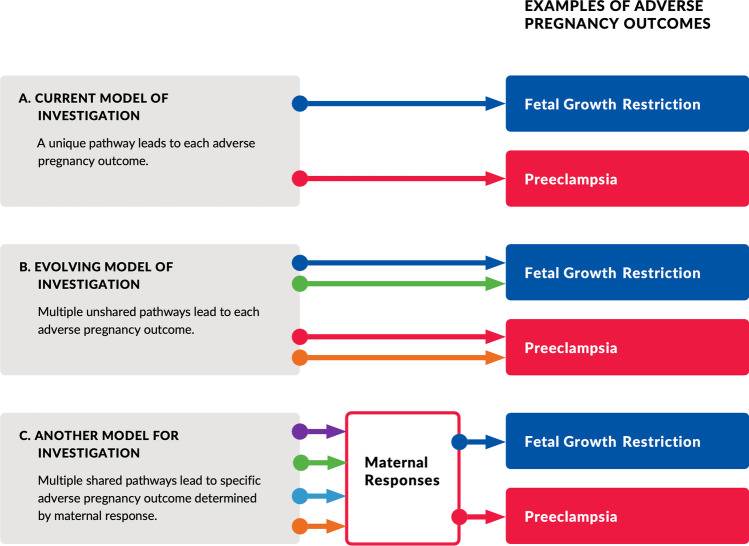 EXAMPLES OF ADVERSE
PREGNANCY OUTCOMES
A. CURRENT MODEL OF
INVESTIGATION
A unique pathway leads to each adverse
pregnancy outcome.
Fetal Growth Restriction
Preeclampsia
B. EVOLVING MODEL OF
INVESTIGATION
Multiple unshared pathways lead to each
adverse pregnancy outcome.
Fetal Growth Restriction
Preeclampsia
C. ANOTHER MODEL FOR
INVESTIGATION
Multiple shared pathways lead to specific
adverse pregnancy outcome determined
by maternal response.
Maternal
Responses
Fetal Growth Restriction
Preeclampsia